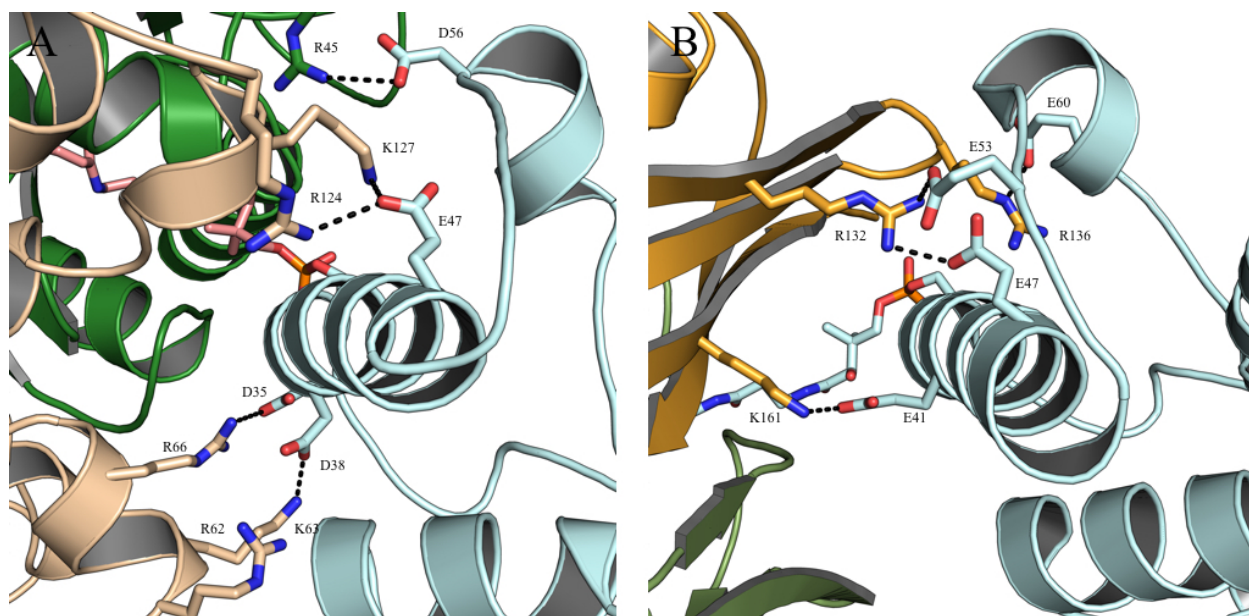 A
R45
D56
K127
R124
E47
D35
R66
D38
R62
K63
B
E60
E53
R132
R136
E47
K161
E41